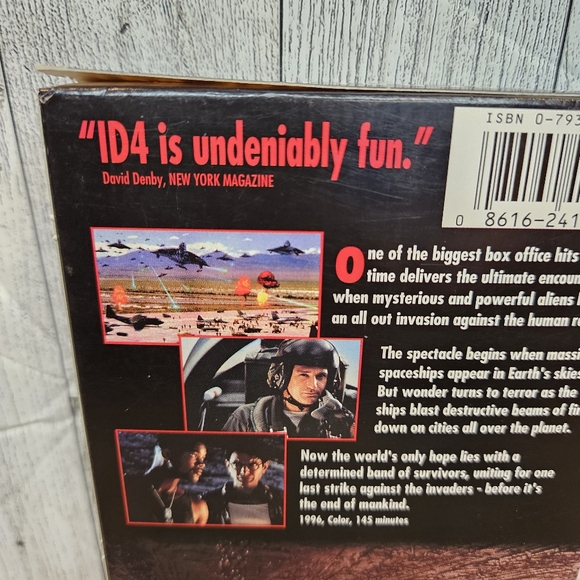 “ID4 is undeniably fun.”
David Denby, NEW YORK MAGAZINE
ISBN 0-793
0 8616-241
One of the biggest box office hits
time delivers the ultimate
when mysterious and powerful aliens
an all out invasion against the human
The spectacle begins when
spaceships appear in Earth's skies
But wonder turns to terror as the
ships blast destructive beams of
down on cities all over the planet.
Now the world's only hope lies with a
determined band of survivors, uniting for one
last strike against the invaders - before it's
the end of mankind.
1996, Color, 145 minutes